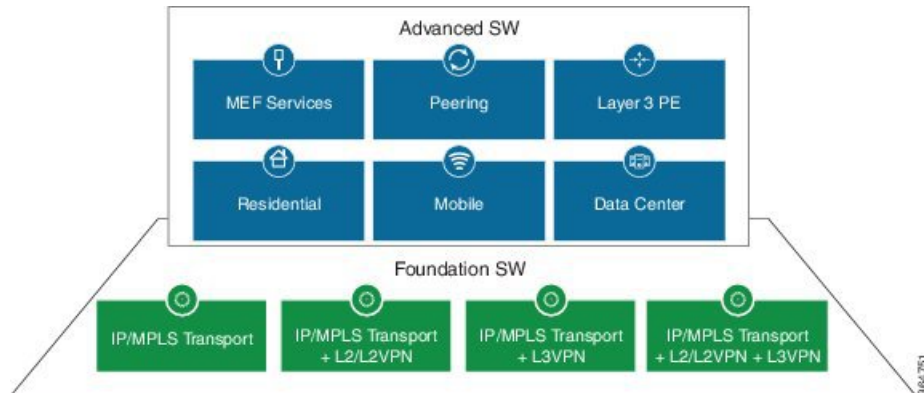 Advanced SW
MEF Services
Peering
Layer 3 PE
Residential
Mobile
Data Center
Foundation SW
IP/MPLS Transport
IP/MPLS Transport
+ L2/L2VPN
IP/MPLS Transport
+ L3VPN
IP/MPLS Transport
+ L2/L2VPN + L3VPN